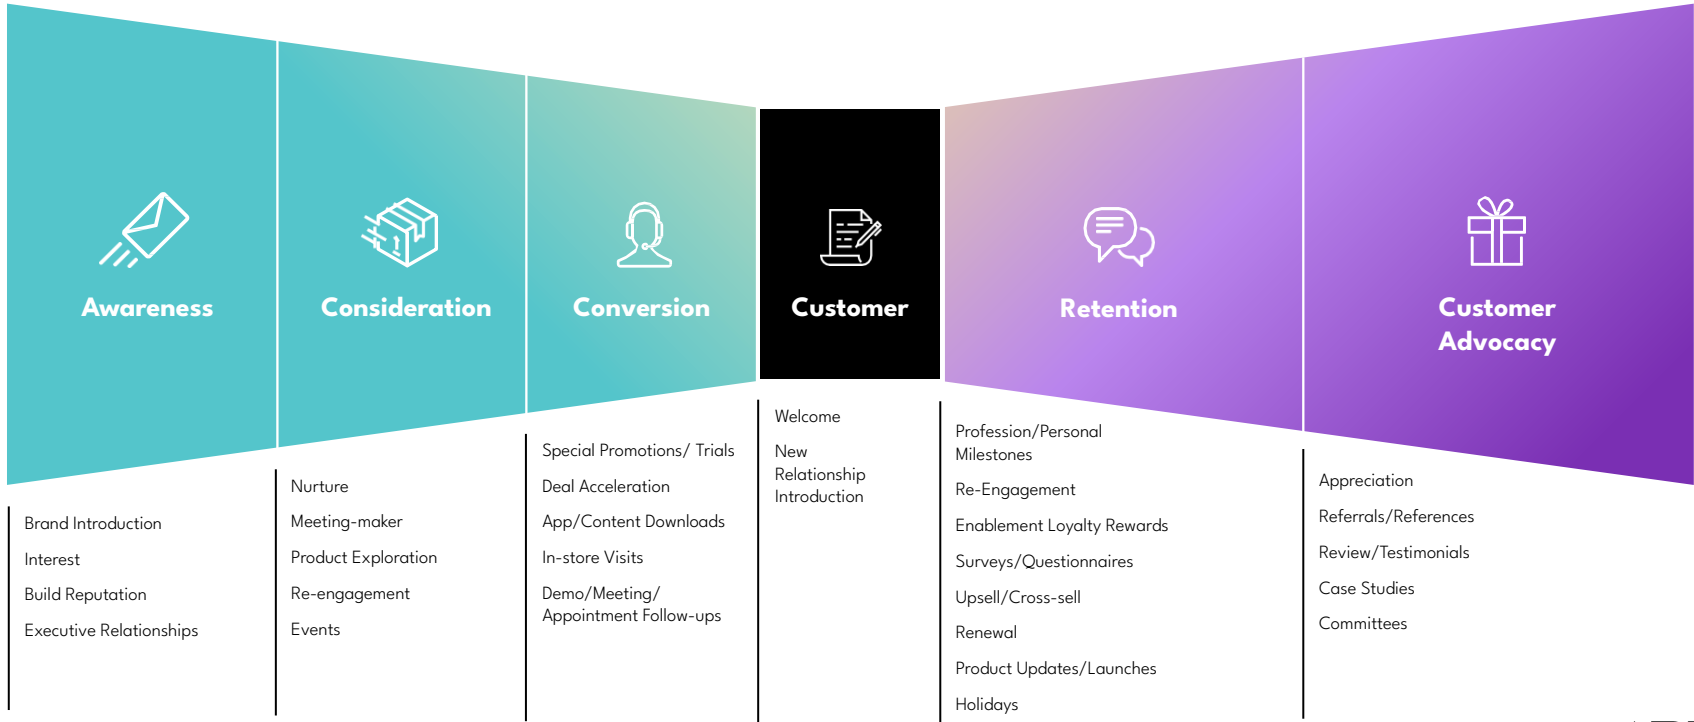 Awareness
Brand Introduction
Interest
Build Reputation
Executive Relationships
Consideration
Nurture
Meeting-maker
Product Exploration
Re-engagement
Events
Conversion
Special Promotions/ Trials
Deal Acceleration
App/Content Downloads
In-store Visits
Demo/Meeting/
Appointment Follow-ups
Customer
Welcome
New
Relationship
Introduction
Retention
Profession/Personal
Milestones
Re-Engagement
Enablement Loyalty Rewards
Surveys/Questionnaires
Upsell/Cross-sell
Renewal
Product Updates/Launches
Holidays
Customer
Advocacy
Appreciation
Referrals/References
Review/Testimonials
Case Studies
Committees